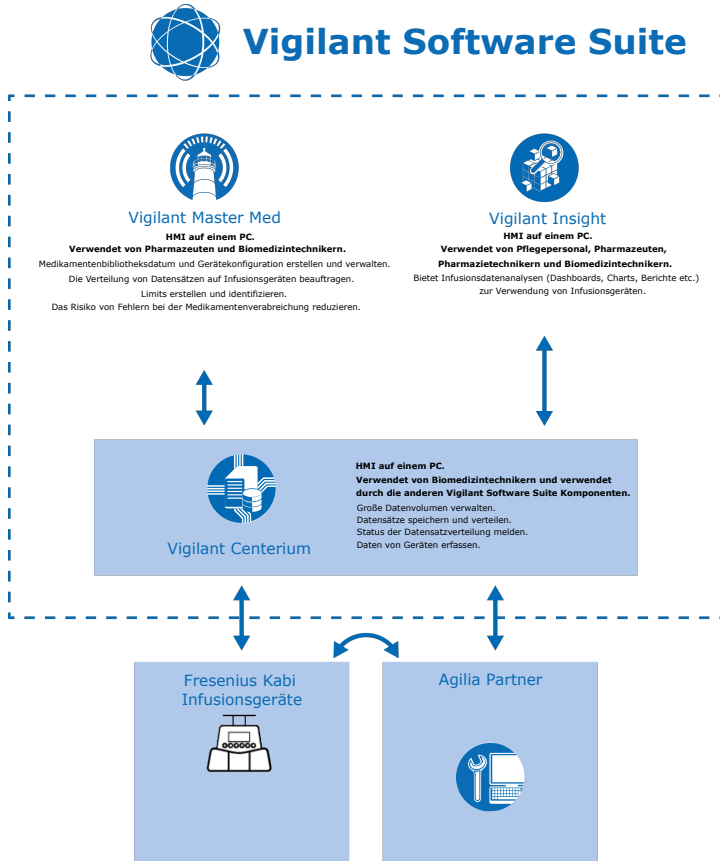 Vigilant Software Suite
Vigilant Master Med
HMI auf einem PC.
Verwendet von Pharmazeuten und Biomedizintechnikern.
Medikamentenbibliotheksdatum und Gerätekonfiguration erstellen und verwalten.
Die Verteilung von Datensätzen auf Infusionsgeräten beauftragen.
Limits erstellen und identifizieren.
Das Risiko von Fehlern bei der Medikamentenverabreichung reduzieren.
Vigilant Insight
HMI auf einem PC.
Verwendet von Pflegepersonal, Pharmazeuten,
Pharmazietechnikern und Biomedizintechnikern.
Bietet Infusionsdatenanalysen (Dashboards, Charts, Berichte etc.)
zur Verwendung von Infusionsgeräten.
Vigilant Centerium
HMI auf einem PC.
Verwendet von Biomedizintechnikern und verwendet
durch die anderen Vigilant Software Suite Komponenten.
Große Datenvolumen verwalten.
Datensätze speichern und verteilen.
Status der Datensatzverteilung melden.
Daten von Geräten erfassen.
Fresenius Kabi
Infusionsgeräte
Agilia Partner